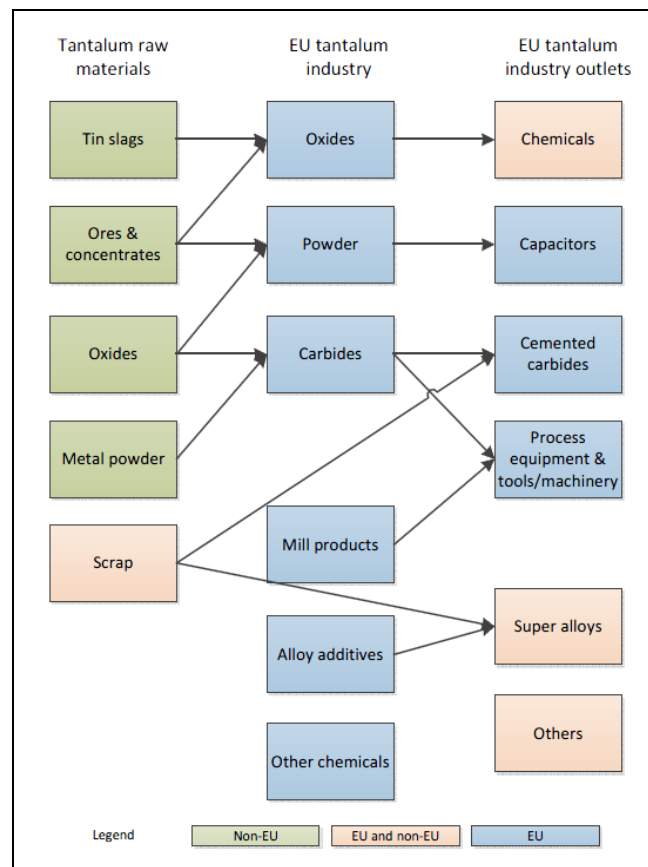 Tantalum raw
materials
EU tantalum
industry
EU tantalum
industry outlets
Tin slags
Oxides
Chemicals
Ores &
concentrates
Powder
Capacitors
Oxides
Carbides
Cemented
carbides
Metal powder
Process
equipment &
tools/machinery
Scrap
Mill products
Alloy additives
Super alloys
Other chemicals
Others
Legend
Non-EU
EU and non-EU
EU